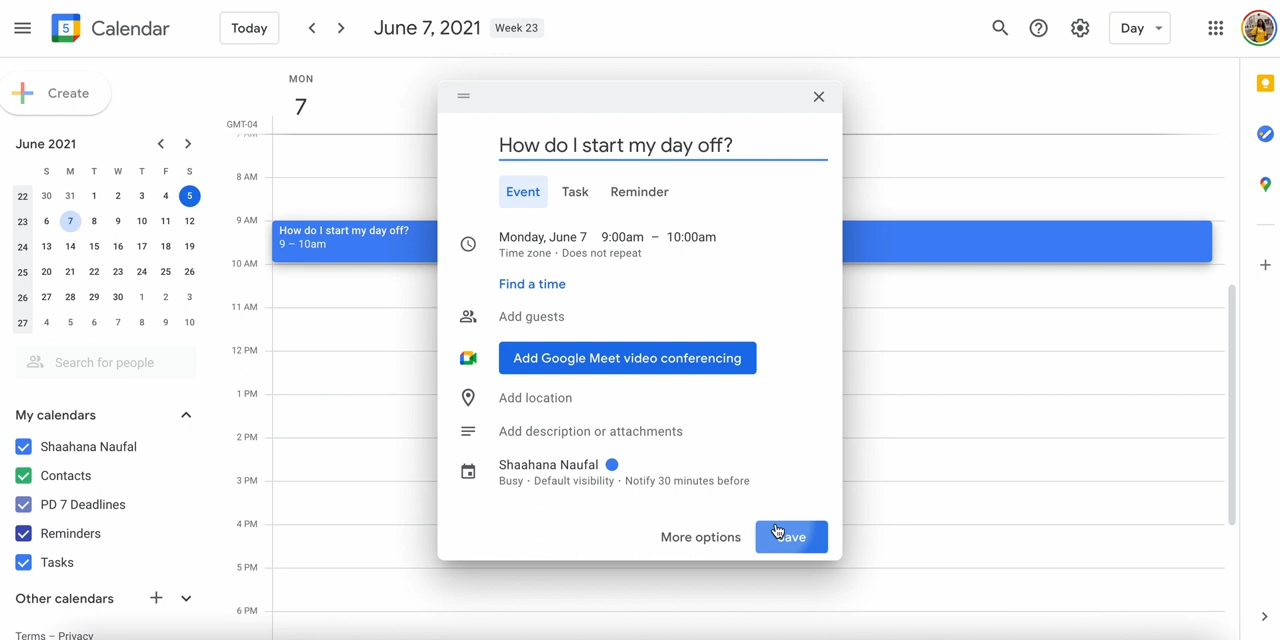 5 Calendar
Today
June 7, 2021
Week 23
Day
Create
MON
7
GMT-04
June 2021
S M T W T F S
22 30 31 1 2 3 4 5
23 6 7 8 9 10 11 12
24 13 14 15 16 17 18 19
25 20 21 22 23 24 25 26
26 27 28 29 30 1 2 3
27 4 5 6 7 8 9 10
Search for people
My calendars
Shaahana Naufal
Contacts
PD 7 Deadlines
Reminders
Tasks
Other calendars
Terms – Privacy
7 AM
8 AM
9 AM
10 AM
11 AM
12 PM
1 PM
2 PM
3 PM
4 PM
5 PM
6 PM
How do I start my day off?
9 – 10am
How do I start my day off?
Event Task Reminder
Monday, June 7 9:00am – 10:00am
Time zone · Does not repeat
Find a time
Add guests
Add Google Meet video conferencing
Add location
Add description or attachments
Shaahana Naufal
Busy · Default visibility · Notify 30 minutes before
More options
Save